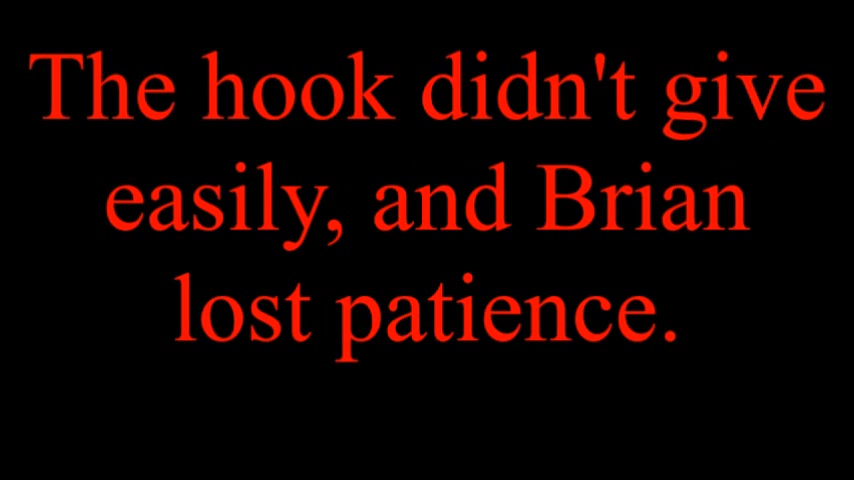 The hook didn't give
easily, and Brian
lost patience.